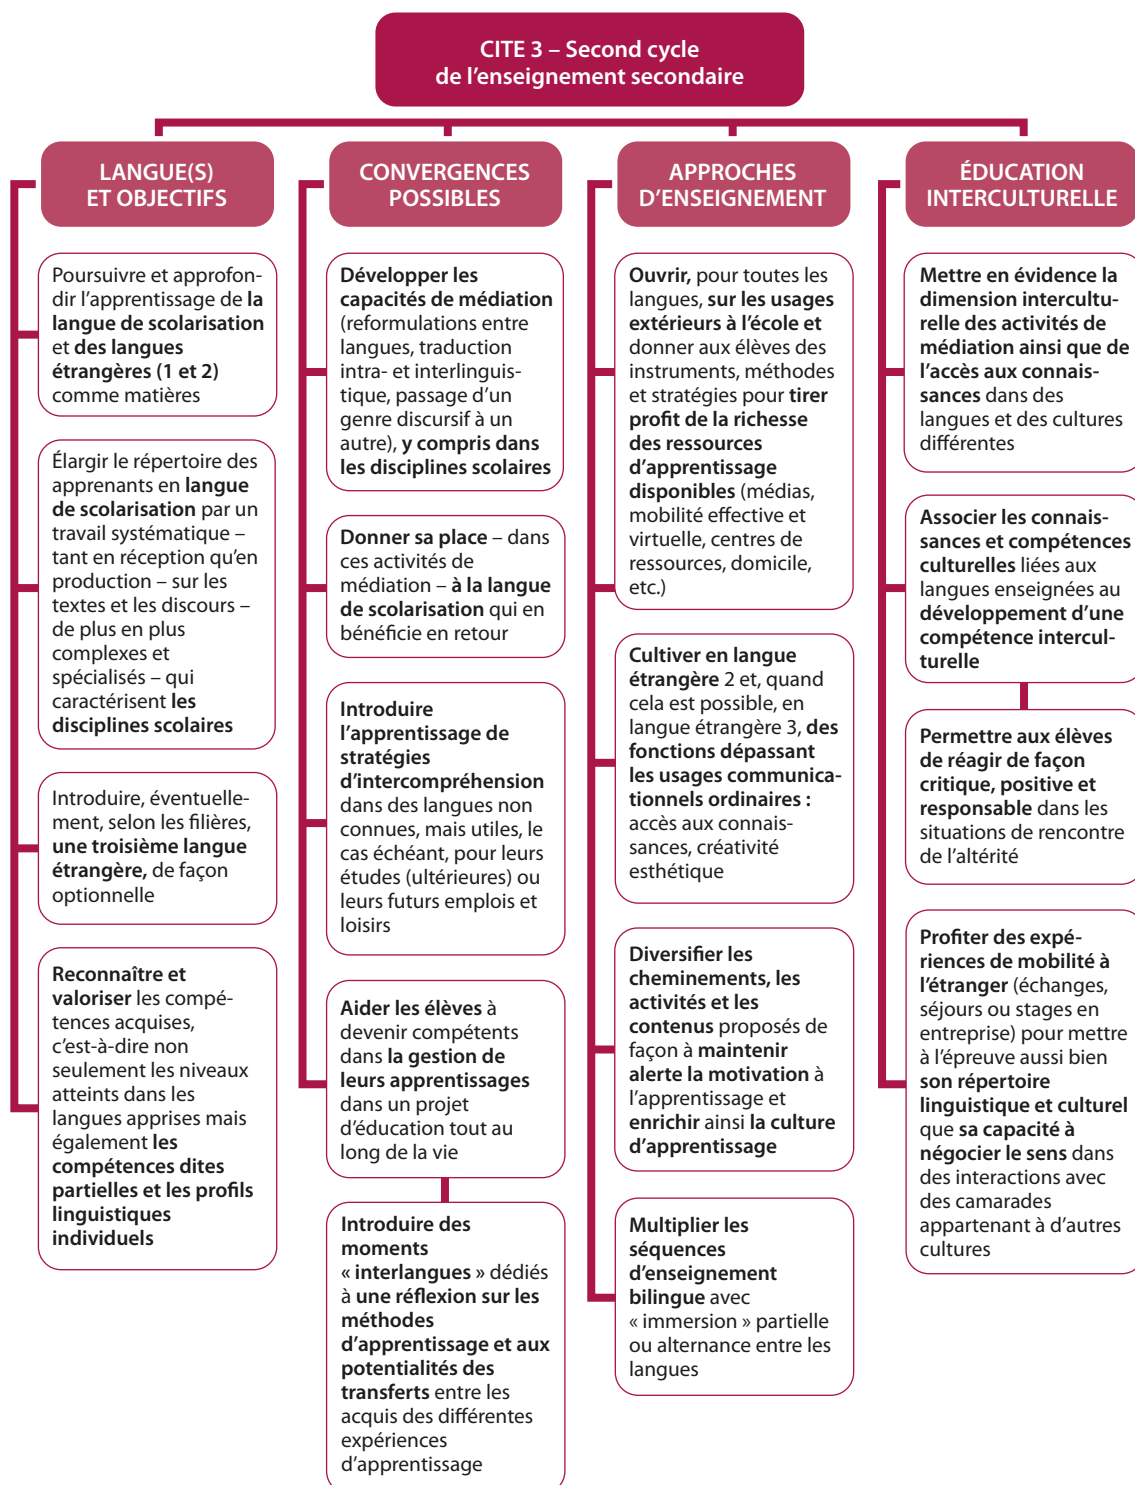 CITE 3 – Second cycle
de l’enseignement secondaire
LANGUE(S)
ET OBJECTIFS
Poursuivre et approfon-
dir l’apprentissage de la
langue de scolarisation
et des langues
étrangères (1 et 2)
comme matières
Élargir le répertoire des
apprenants en langue
de scolarisation par un
travail systématique –
tant en réception qu’en
production – sur les
textes et les discours –
de plus en plus
complexes et
spécialisés – qui
caractérisent les
disciplines scolaires
Introduire, éventuelle-
ment, selon les filières,
une troisième langue
étrangère, de façon
optionnelle
Reconnaître et
valoriser les compé-
tences acquises,
c’est-à-dire non
seulement les niveaux
atteints dans les
langues apprises mais
également les
compétences dites
partielles et les profils
linguistiques
individuels
CONVERGENCES
POSSIBLES
Développer les
capacités de médiation
(reformulations entre
langues, traduction
intra- et interlinguis-
tique, passage d’un
genre discursif à un
autre), y compris dans
les disciplines scolaires
Donner sa place – dans
ces activités de
médiation – à la langue
de scolarisation qui en
bénéficie en retour
Introduire
l’apprentissage de
stratégies
d’intercompréhension
dans des langues non
connues, mais utiles, le
cas échéant, pour leurs
études (ultérieures) ou
leurs futurs emplois et
loisirs
Aider les élèves à
devenir compétents
dans la gestion de
leurs apprentissages
dans un projet
d’éducation tout au
long de la vie
Introduire des
moments
« interlangues » dédiés
à une réflexion sur les
méthodes
d’apprentissage et aux
potentialités des
transferts entre les
acquis des différentes
expériences
d’apprentissage
APPROCHES
D’ENSEIGNEMENT
Ouvrir, pour toutes les
langues, sur les usages
extérieurs à l’école et
donner aux élèves des
instruments, méthodes
et stratégies pour tirer
profit de la richesse
des ressources
d’apprentissage
disponibles (médias,
mobilité effective et
virtuelle, centres de
ressources, domicile,
etc.)
Cultiver en langue
étrangère 2 et, quand
cela est possible, en
langue étrangère 3, des
fonctions dépassant
les usages communica-
tionnels ordinaires :
accès aux connais-
sances, créativité
esthétique
Diversifier les
cheminements, les
activités et les
contenus proposés de
façon à maintenir
alerte la motivation à
l’apprentissage et
enrichir ainsi la culture
d’apprentissage
Multiplier les
séquences
d’enseignement
bilingue avec
« immersion » partielle
ou alternance entre les
langues
ÉDUCATION
INTERCULTURELLE
Mettre en évidence la
dimension intercultu-
relle des activités de
médiation ainsi que de
l’accès aux connais-
sances dans des
langues et des cultures
différentes
Associer les connais-
sances et compétences
culturelles liées aux
langues enseignées au
développement d’une
compétence intercul-
turelle
Permettre aux élèves
de réagir de façon
critique, positive et
responsable dans les
situations de rencontre
de l’altérité
Profiter des expé-
riences de mobilité à
l’étranger (échanges,
séjours ou stages en
entreprise) pour mettre
à l’épreuve aussi bien
son répertoire
linguistique et culturel
que sa capacité à
négocier le sens dans
des interactions avec
des camarades
appartenant à d’autres
cultures